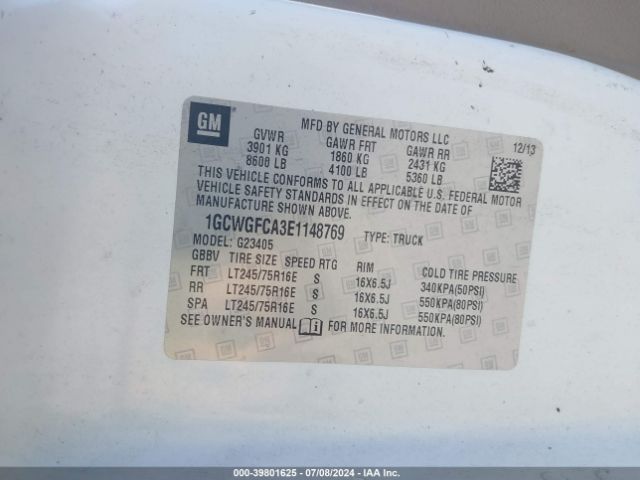 GM
MFD BY GENERAL MOTORS LLC
12/13
GVWR GAWR FRT GAWR RR
3901 KG 1860 KG 2431 KG
8600 LB 4100 LB 5360 LB
THIS VEHICLE CONFORMS TO ALL APPLICABLE U.S. FEDERAL MOTOR
VEHICLE SAFETY STANDARDS IN EFFECT ON THE DATE OF
MANUFACTURE SHOWN ABOVE.
1GCWGFCA3E1148769 TYPE: TRUCK
MODEL: G23405
GBBV TIRE SIZE SPEED RTG RIM COLD TIRE PRESSURE
FRT LT245/75R16E S 16X6.5J 340KPA(50PSI)
RR LT245/75R16E S 16X6.5J 550KPA(80PSI)
SPA LT245/75R16E S 16X6.5J 550KPA(80PSI)
SEE OWNER'S MANUAL FOR MORE INFORMATION.
000-39801625 - 07/08/2024 - IAA Inc.